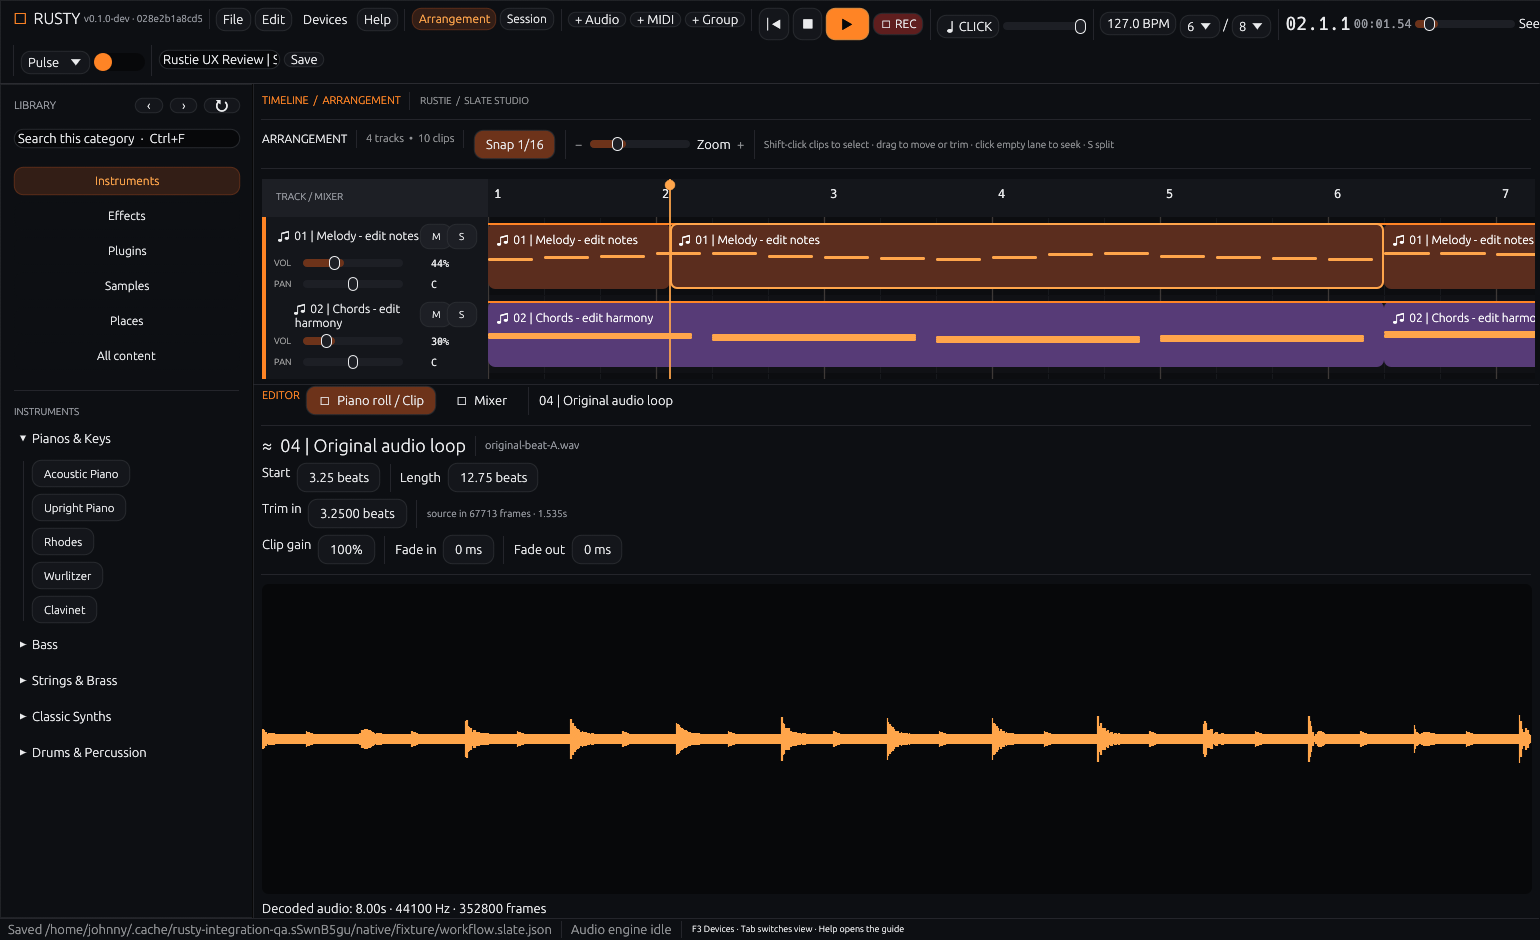 RUSTY v0.1.0-dev · 028e2b1a8cd5 File Edit Devices Help Arrangement Session + Audio + MIDI + Group REC CLICK 127.0 BPM 6 / 8 02.1.1 00:01.54 See
Pulse Rustie UX Review | S Save
LIBRARY ‹ ›
Search this category · Ctrl+F
Instruments
Effects
Plugins
Samples
Places
All content
INSTRUMENTS
Pianos & Keys
Acoustic Piano
Upright Piano
Rhodes
Wurlitzer
Clavinet
Bass
Strings & Brass
Classic Synths
Drums & Percussion
TIMELINE / ARRANGEMENT RUSTIE / SLATE STUDIO
ARRANGEMENT 4 tracks • 10 clips Snap 1/16 − Zoom + Shift-click clips to select · drag to move or trim · click empty lane to seek · S split
TRACK / MIXER 1 2 3 4 5 6 7
01 | Melody - edit notes M S
VOL 44%
PAN C
01 | Melody - edit notes 01 | Melody - edit notes 01 | Melody - edit notes
02 | Chords - edit
harmony M S
VOL 30%
PAN C
02 | Chords - edit harmony 02 | Chords - edit harmo
EDITOR Piano roll / Clip Mixer 04 | Original audio loop
≈ 04 | Original audio loop original-beat-A.wav
Start 3.25 beats Length 12.75 beats
Trim in 3.2500 beats source in 67713 frames · 1.535s
Clip gain 100% Fade in 0 ms Fade out 0 ms
Decoded audio: 8.00s · 44100 Hz · 352800 frames
Saved /home/johnny/.cache/rusty-integration-qa.sSwnB5gu/native/fixture/workflow.slate.json Audio engine idle F3 Devices · Tab switches view · Help opens the guide